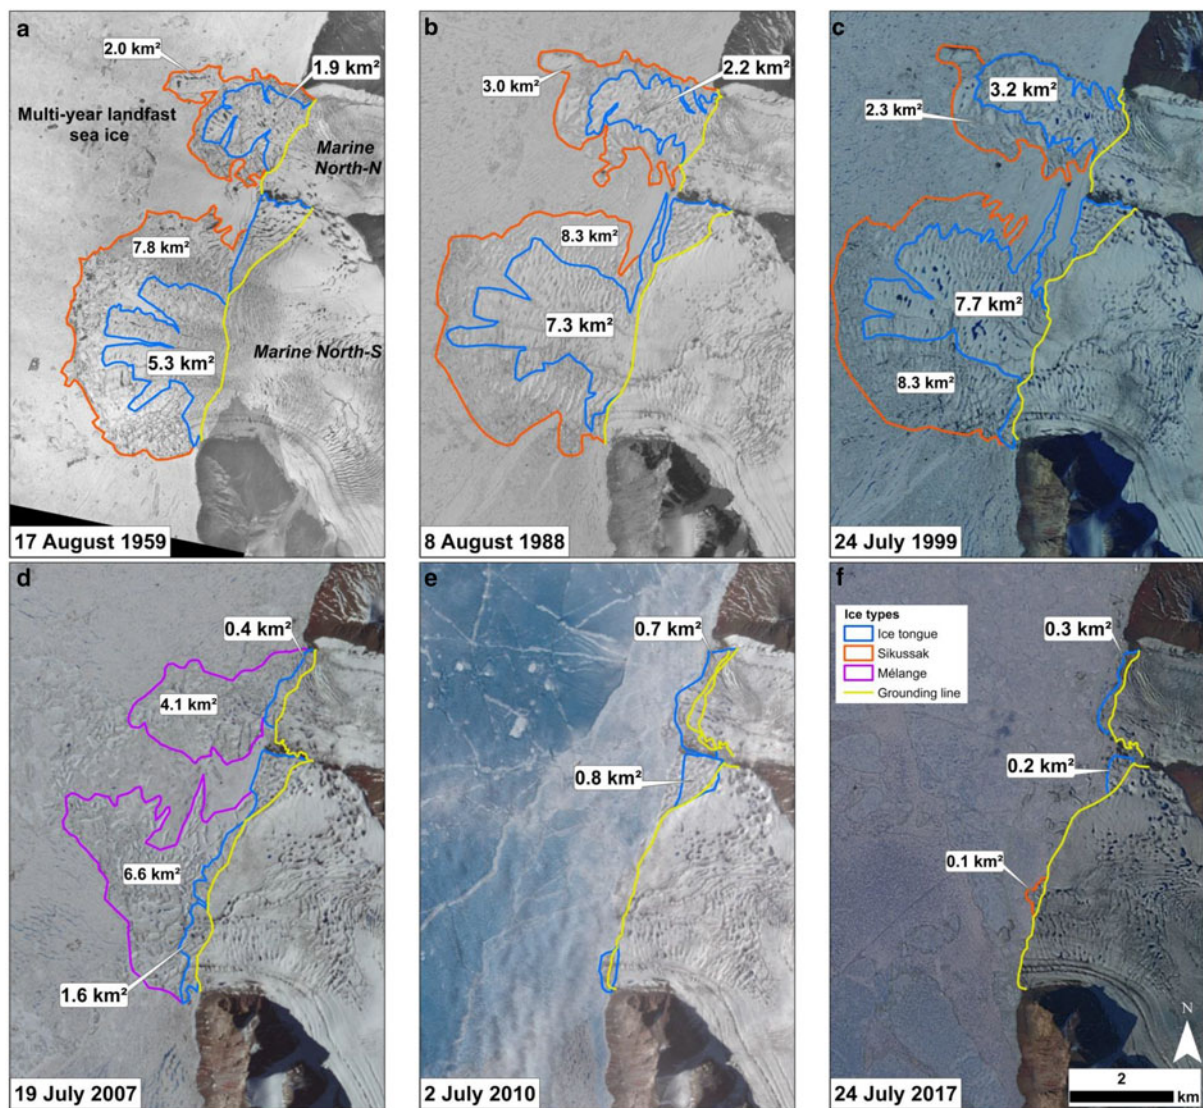 a
2.0 km²
1.9 km²
Multi-year landfast
sea ice
Marine
North-N
7.8 km²
5.3 km²
Marine North-S
17 August 1959
b
3.0 km²
2.2 km²
8.3 km²
7.3 km²
8 August 1988
c
3.2 km²
2.3 km²
7.7 km²
8.3 km²
24 July 1999
d
0.4 km²
4.1 km²
6.6 km²
1.6 km²
19 July 2007
e
0.7 km²
0.8 km²
2 July 2010
f
Ice types
Ice tongue
Sikussak
Mélange
Grounding line
0.3 km²
0.2 km²
0.1 km²
N
2
km
24 July 2017